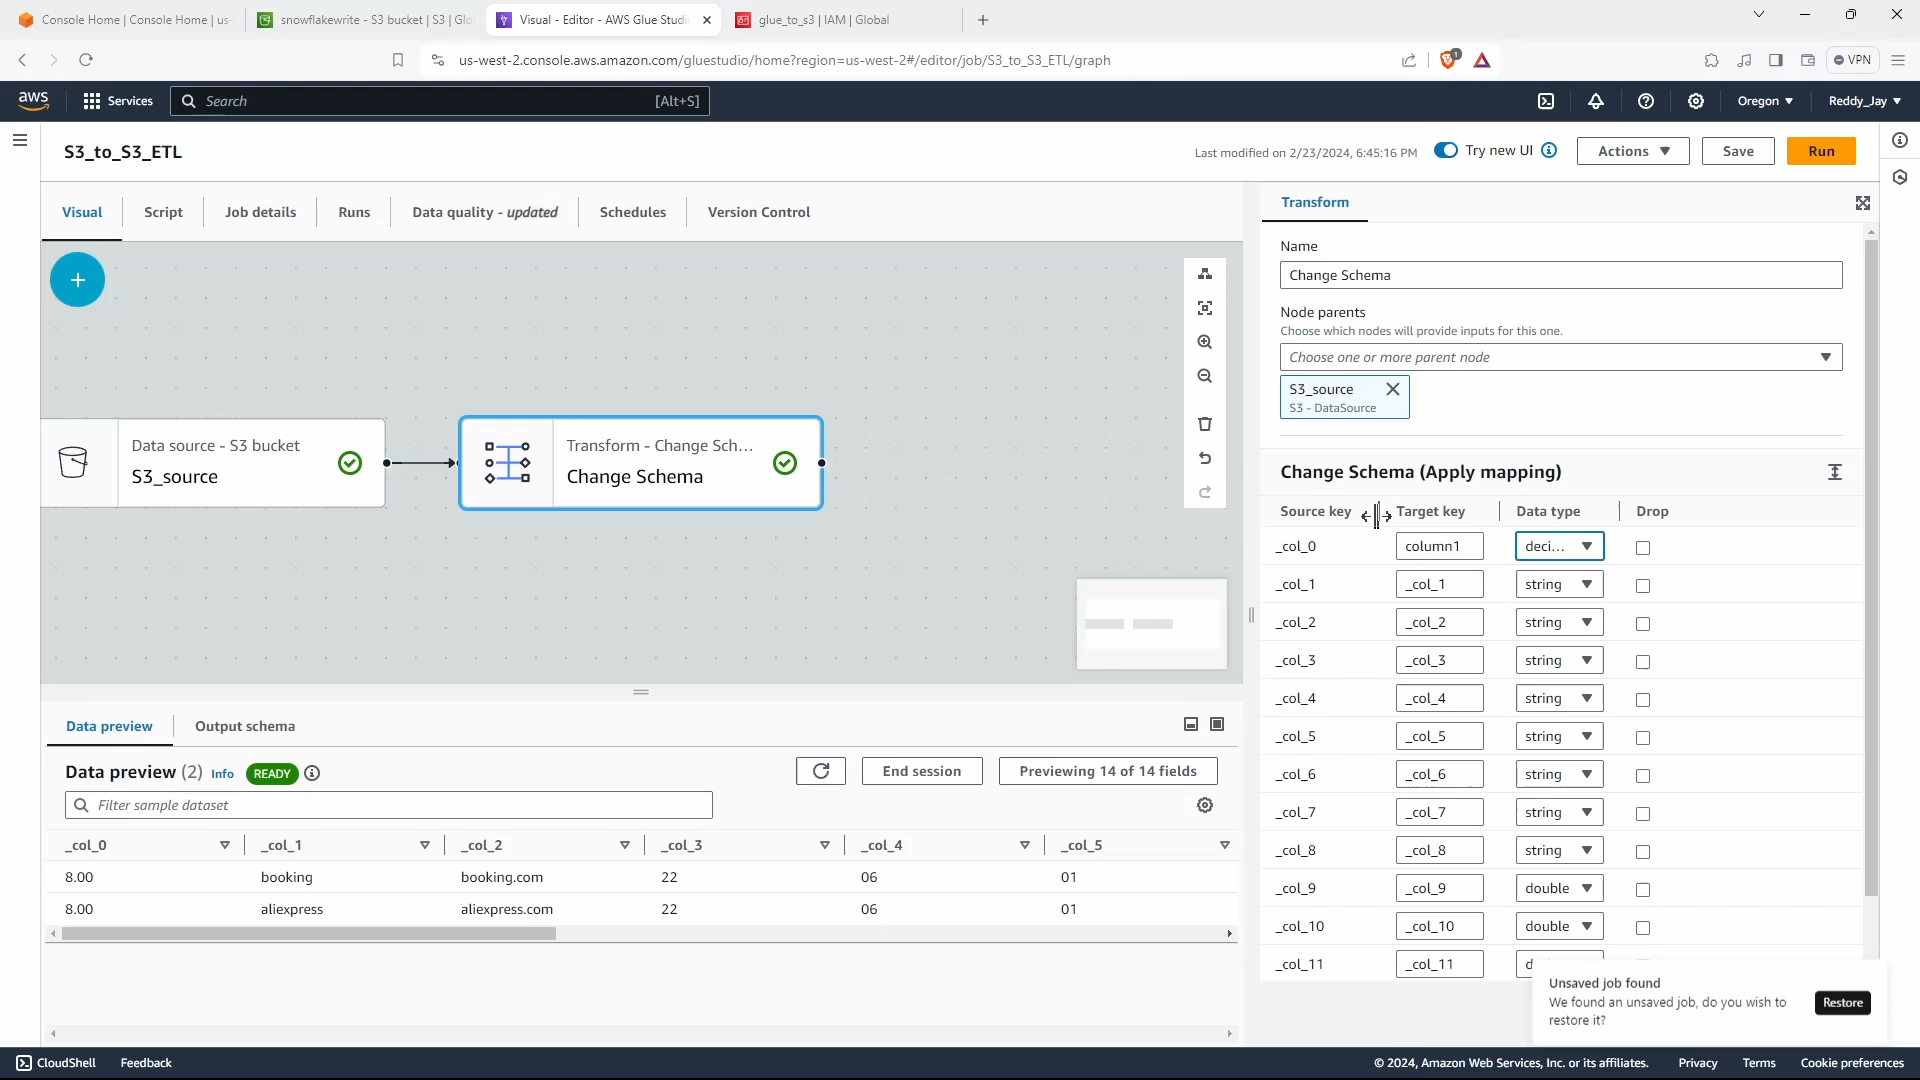 Console Home | Console Home | us-
snowflakewrite - S3 bucket | S3 | Glo
Visual - Editor - AWS Glue Studi
glue_to_s3 | IAM | Global
us-west-2.console.aws.amazon.com/gluestudio/home?region=us-west-2#/editor/job/S3_to_S3_ETL/graph
1
VPN
aws
Services
Search
[Alt+S]
Oregon
Reddy_Jay
S3_to_S3_ETL
Last modified on 2/23/2024, 6:45:16 PM
Try new UI
Actions
Save
Run
Visual
Script
Job details
Runs
Data quality - updated
Schedules
Version Control
Data source - S3 bucket
S3_source
Transform - Change Sch...
Change Schema
Transform
Name
Change Schema
Node parents
Choose which nodes will provide inputs for this one.
Choose one or more parent node
S3_source
S3 - DataSource
Change Schema (Apply mapping)
Source key Target key Data type Drop
_col_0 column1 deci...
_col_1 _col_1 string
_col_2 _col_2 string
_col_3 _col_3 string
_col_4 _col_4 string
_col_5 _col_5 string
_col_6 _col_6 string
_col_7 _col_7 string
_col_8 _col_8 string
_col_9 _col_9 double
_col_10 _col_10 double
_col_11 _col_11 d
Data preview
Output schema
Data preview (2) Info READY
End session
Previewing 14 of 14 fields
Filter sample dataset
_col_0 _col_1 _col_2 _col_3 _col_4 _col_5
8.00 booking booking.com 22 06 01
8.00 aliexpress aliexpress.com 22 06 01
Unsaved job found
We found an unsaved job, do you wish to
restore it?
Restore
CloudShell
Feedback
© 2024, Amazon Web Services, Inc. or its affiliates.
Privacy
Terms
Cookie preferences